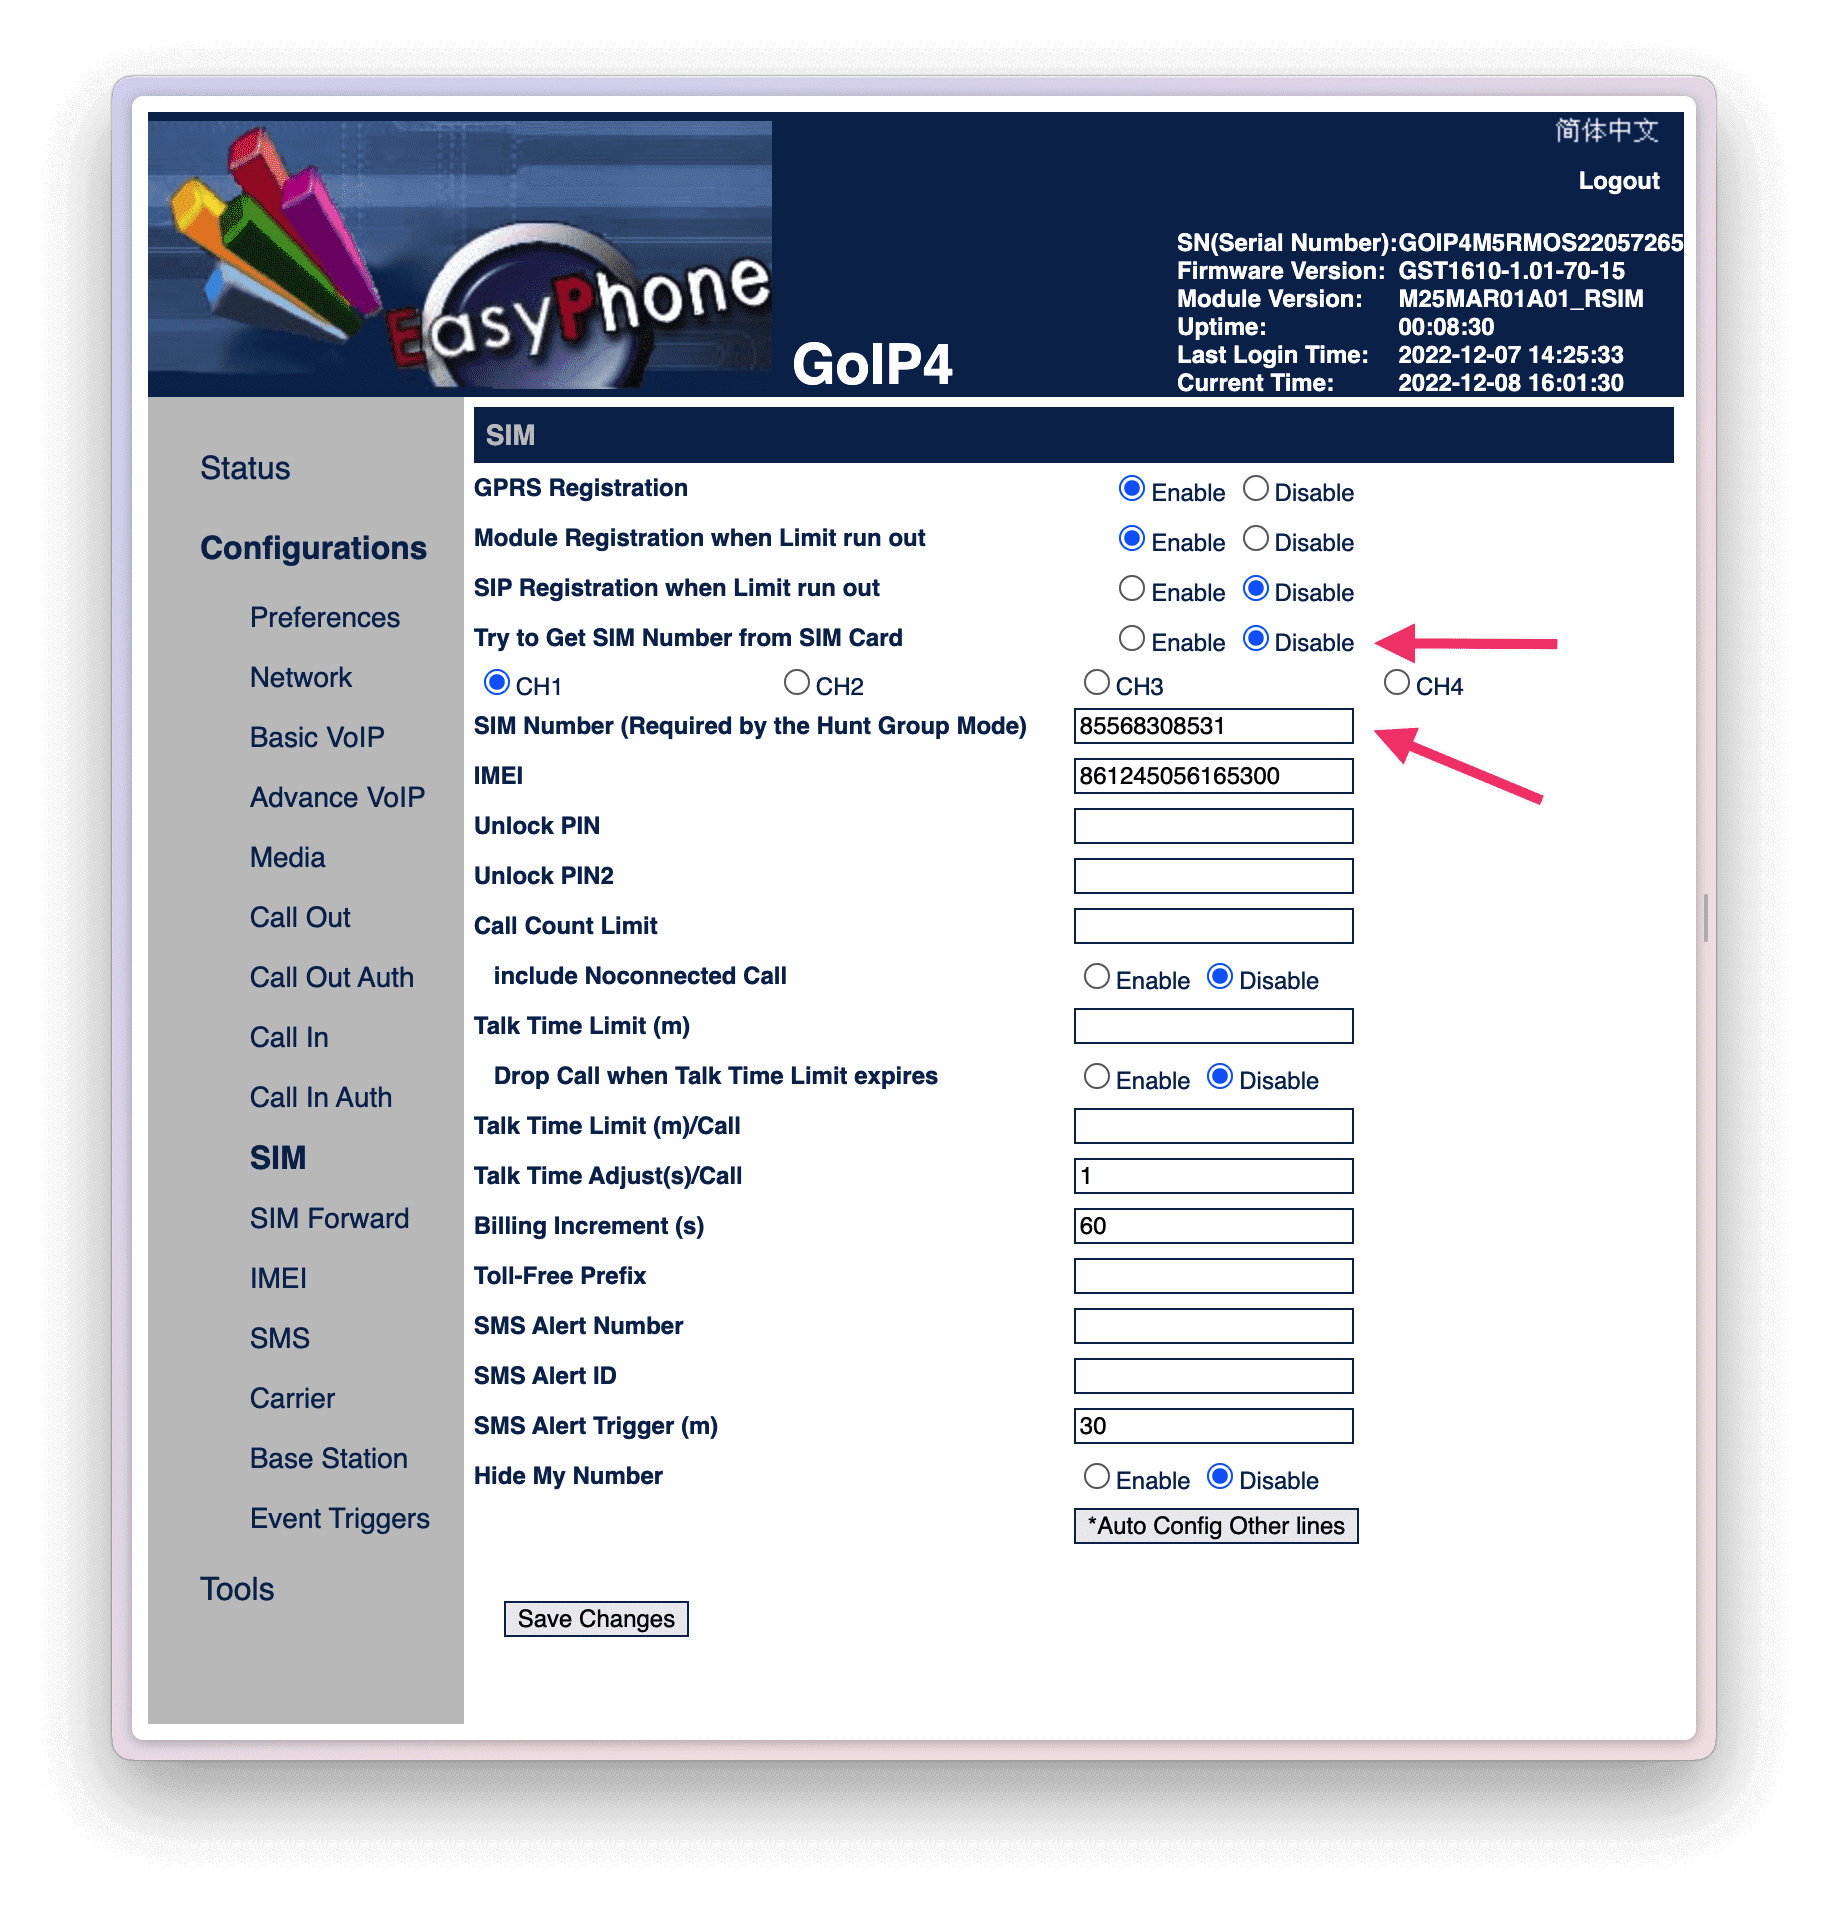 简体中文
Logout
EasyPhone
GoIP4
SN(Serial Number):GOIP4M5RMOS22057265
Firmware Version: GST1610-1.01-70-15
Module Version: M25MAR01A01_RSIM
Uptime: 00:08:30
Last Login Time: 2022-12-07 14:25:33
Current Time: 2022-12-08 16:01:30
Status
Configurations
Preferences
Network
Basic VoIP
Advance VoIP
Media
Call Out
Call Out Auth
Call In
Call In Auth
SIM
SIM Forward
IMEI
SMS
Carrier
Base Station
Event Triggers
Tools
SIM
GPRS Registration Enable Disable
Module Registration when Limit run out Enable Disable
SIP Registration when Limit run out Enable Disable
Try to Get SIM Number from SIM Card Enable Disable
CH1 CH2 CH3 CH4
SIM Number (Required by the Hunt Group Mode) 85568308531
IMEI 861245056165300
Unlock PIN
Unlock PIN2
Call Count Limit
include Noconnected Call Enable Disable
Talk Time Limit (m)
Drop Call when Talk Time Limit expires Enable Disable
Talk Time Limit (m)/Call
Talk Time Adjust(s)/Call 1
Billing Increment (s) 60
Toll-Free Prefix
SMS Alert Number
SMS Alert ID
SMS Alert Trigger (m) 30
Hide My Number Enable Disable
*Auto Config Other lines
Save Changes